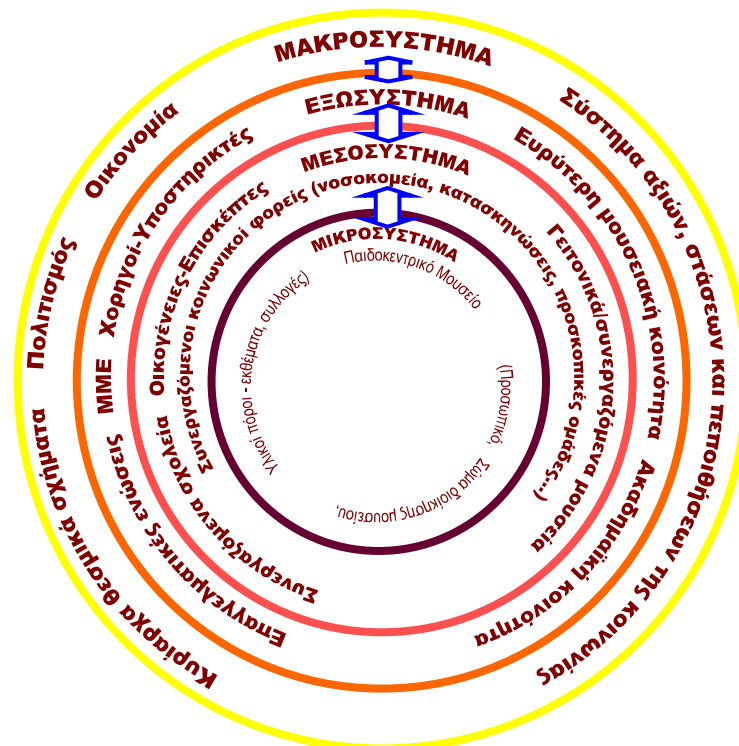 ΜΑΚΡΟΣΥΣΤΗΜΑ
Σύστημα αξιών, στάσεων και πεποιθήσεων της κοινωνίας
Κυρίαρχα θεσμικά σχήματα
Πολιτισμός
Οικονομία
ΕΞΩΣΥΣΤΗΜΑ
Ευρύτερη μουσειακή κοινότητα
Ακαδημαϊκή κοινότητα
Επαγγελματικές ενώσεις
ΜΜΕ
Χορηγοί-Υποστηρικτές
ΜΕΣΟΣΥΣΤΗΜΑ
Γειτονικά/συνεργαζόμενα μουσεία
Συνεργαζόμενα σχολεία
Οικογένειες-Επισκέπτες
Συνεργαζόμενοι κοινωνικοί φορείς (νοσοκομεία, κατασκηνώσεις, προσκοπικές ομάδες...)
ΜΙΚΡΟΣΥΣΤΗΜΑ
Παιδοκεντρικό Μουσείο
(Προσωπικό,
Σώμα διοίκησης μουσείου,
Υλικοί πόροι - εκθέματα, συλλογές)